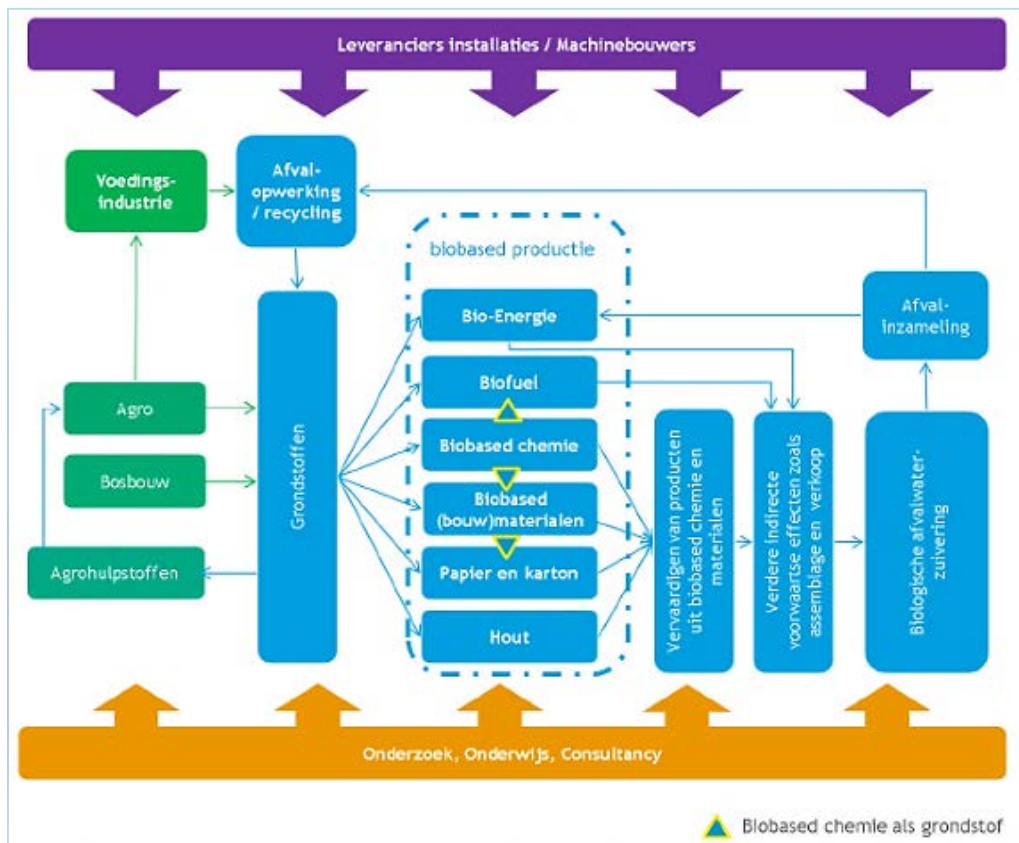 Leveranciers installaties / Machinebouwers
Voedings-
industrie
Afval-
opwerking
/ recycling
biobased productie
Bio-Energie
Afval-
inzameling
Biofuel
Agro
Biobased chemie
Bosbouw
Biobased
(bouw)materialen
Agrohulpstoffen
Papier en karton
Hout
Grondstoffen
Vervaardigen van producten
uit biobased chemie en
materialen
Verdere indirecte
voorwaartse effecten zoals
assemblage en verkoop
Biologische afvalwater-
zuivering
Onderzoek, Onderwijs, Consultancy
Biobased chemie als grondstof